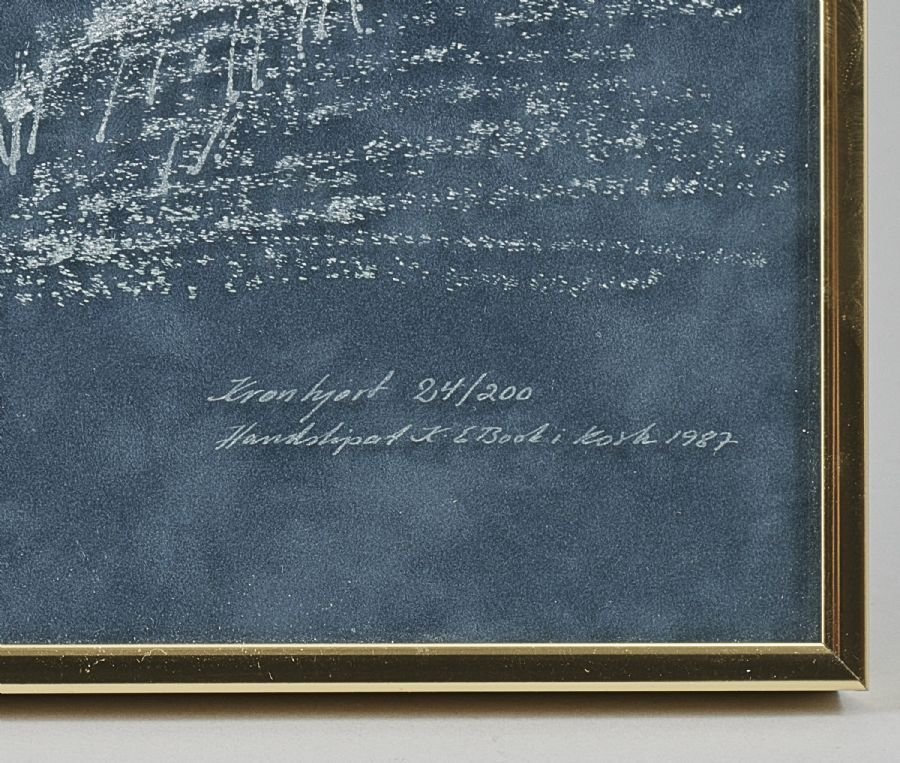 Kronhjort 24/200
Handslipat K.E Book i Kosta 1987